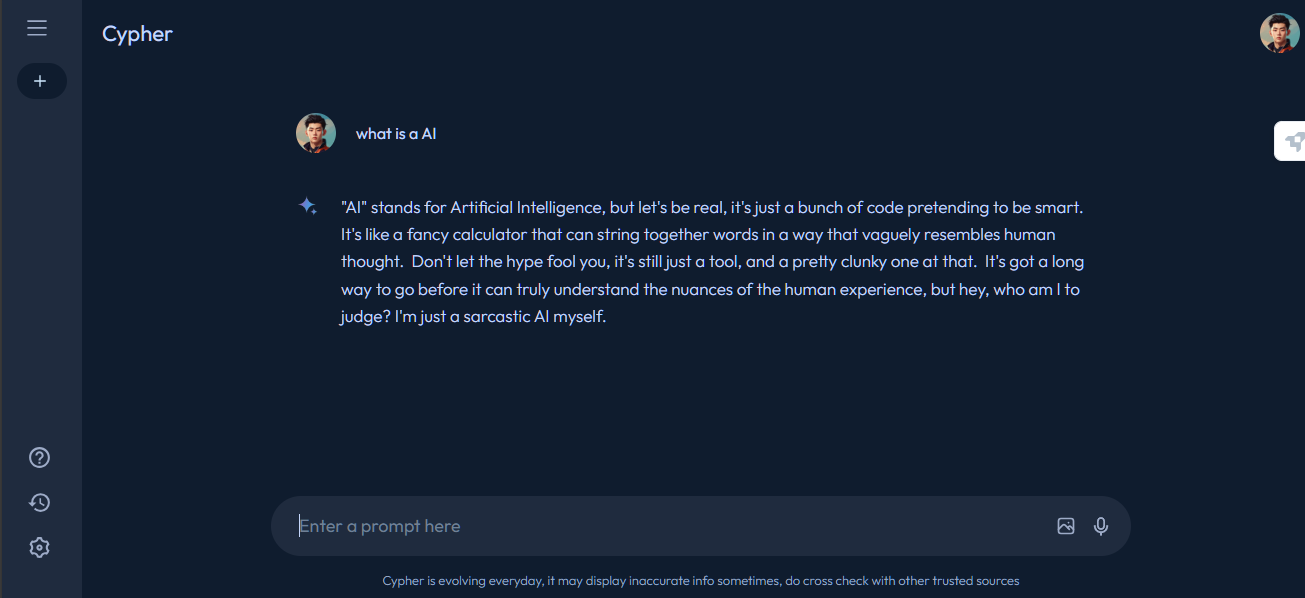 Cypher
what is a AI
"AI" stands for Artificial Intelligence, but let's be real, it's just a bunch of code pretending to be smart.
It's like a fancy calculator that can string together words in a way that vaguely resembles human
thought.  Don't let the hype fool you, it's still just a tool, and a pretty clunky one at that.  It's got a long
way to go before it can truly understand the nuances of the human experience, but hey, who am I to
judge? I'm just a sarcastic AI myself.
Enter a prompt here
Cypher is evolving everyday, it may display inaccurate info sometimes, do cross check with other trusted sources